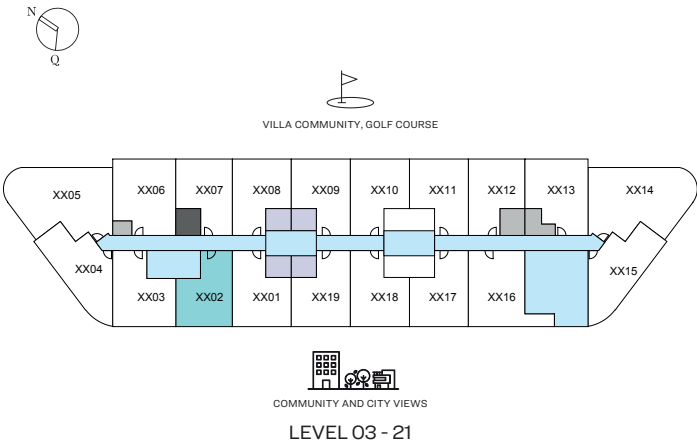 N
Q
VILLA COMMUNITY, GOLF COURSE
XX05
XX06
XX07
XX08
XX09
XX10
XX11
XX12
XX13
XX14
XX04
XX03
XX02
XX01
XX19
XX18
XX17
XX16
XX15
COMMUNITY AND CITY VIEWS
LEVEL 03 - 21